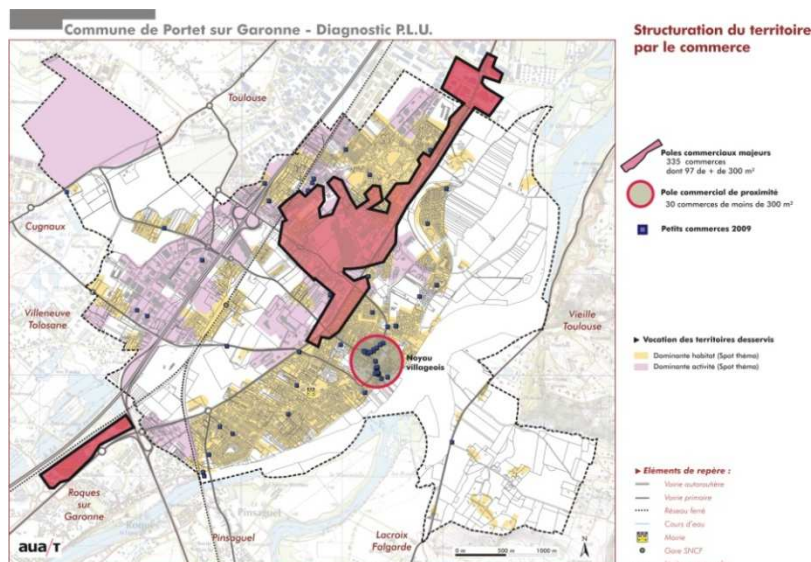 Commune de Portet sur Garonne - Diagnostic P.L.U.
Structuration du territoire
par le commerce
Toulouse
Cugnaux
Villeneuve
Tolosane
Vieille
Toulouse
Noyau
villageois
Roques
sur
Garonne
Pinsaguel
Lacroix
Falgarde
Poles commerciaux majeurs
335 commerces
dont 97 de + de 300 m²
Pole commercial de proximité
30 commerces de moins de 300 m²
Petits commerces 2009
Vocation des territoires desservis
Dominante habitat (Spot théma)
Dominante activité (Spot théma)
Eléments de repère :
Voirie autoroutière
Voirie primaire
Réseau ferré
Cours d'eau
Mairie
Gare SNCF
aua/T
0 m 500 m 1000 m
N